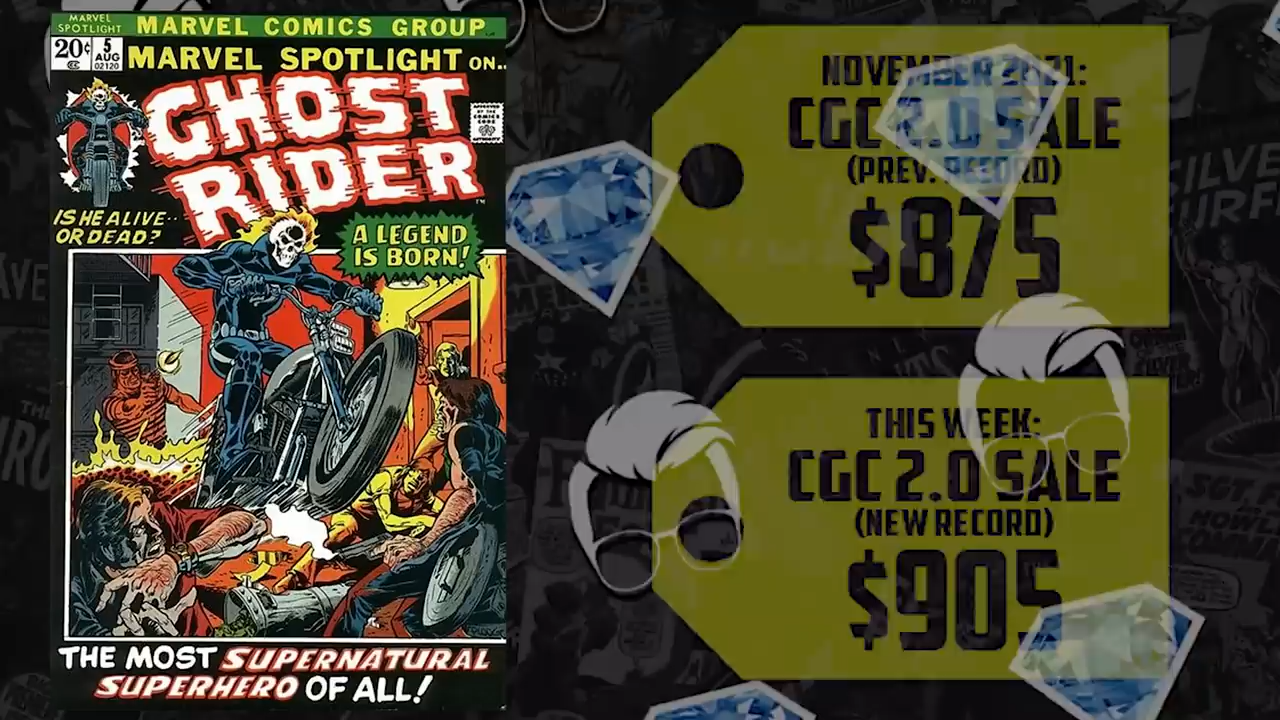 MARVEL SPOTLIGHT
MARVEL COMICS GROUP
20¢
5
AUG
02120
MARVEL SPOTLIGHT ON..
GHOST
RIDER
IS HE ALIVE--
OR DEAD?
A LEGEND
IS BORN!
THE MOST SUPERNATURAL
SUPERHERO OF ALL!
NOVEMBER 2021:
CGC 2.0 SALE
(PREV. RECORD)
$875
THIS WEEK:
CGC 2.0 SALE
(NEW RECORD)
$905